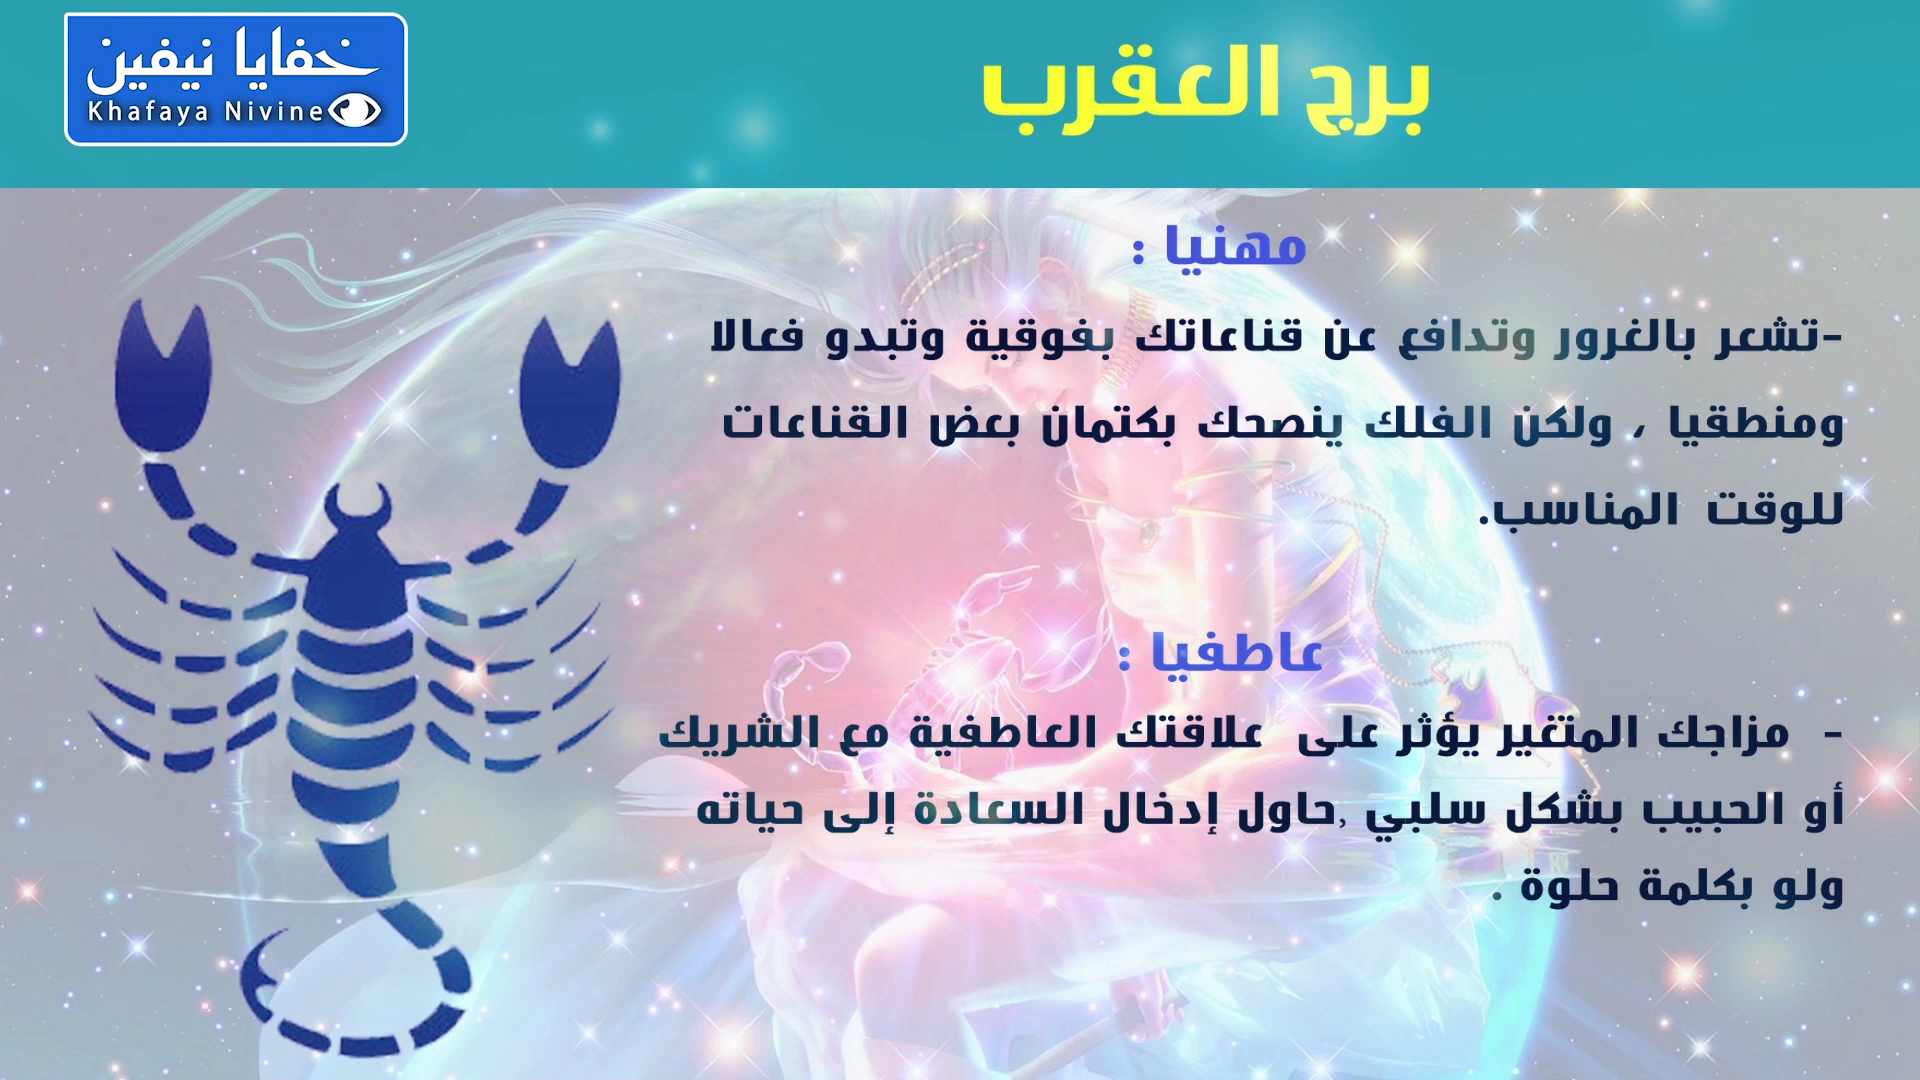 خفايا نيفين
Khafaya Nivine
برج العقرب
مهنيا :
-تشعر بالغرور وتدافع عن قناعاتك بفوقية وتبدو فعالا
ومنطقيا ، ولكن الفلك ينصحك بكتمان بعض القناعات
للوقت المناسب.
عاطفيا :
- مزاجك المتغير يؤثر على علاقتك العاطفية مع الشريك
أو الحبيب بشكل سلبي ,حاول إدخال السعادة إلى حياته
ولو بكلمة حلوة .